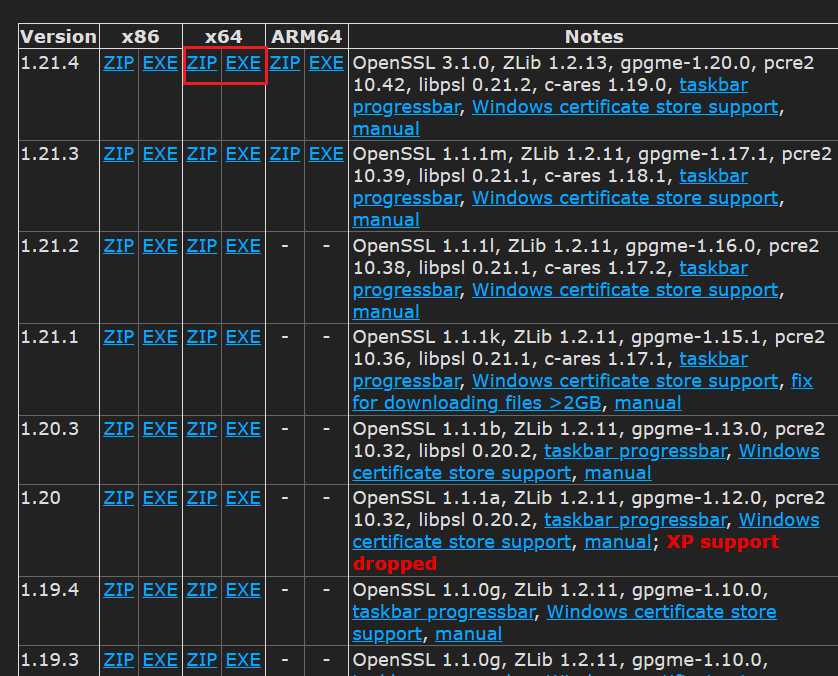 Version x86 x64 ARM64 Notes
1.21.4 ZIP EXE ZIP EXE ZIP EXE OpenSSL 3.1.0, ZLib 1.2.13, gpgme-1.20.0, pcre2
10.42, libpsl 0.21.2, c-ares 1.19.0, taskbar
progressbar, Windows certificate store support,
manual
1.21.3 ZIP EXE ZIP EXE ZIP EXE OpenSSL 1.1.1m, ZLib 1.2.11, gpgme-1.17.1, pcre2
10.39, libpsl 0.21.1, c-ares 1.18.1, taskbar
progressbar, Windows certificate store support,
manual
1.21.2 ZIP EXE ZIP EXE - - OpenSSL 1.1.1l, ZLib 1.2.11, gpgme-1.16.0, pcre2
10.38, libpsl 0.21.1, c-ares 1.17.2, taskbar
progressbar, Windows certificate store support,
manual
1.21.1 ZIP EXE ZIP EXE - - OpenSSL 1.1.1k, ZLib 1.2.11, gpgme-1.15.1, pcre2
10.36, libpsl 0.21.1, c-ares 1.17.1, taskbar
progressbar, Windows certificate store support, fix
for downloading files >2GB, manual
1.20.3 ZIP EXE ZIP EXE - - OpenSSL 1.1.1b, ZLib 1.2.11, gpgme-1.13.0, pcre2
10.32, libpsl 0.20.2, taskbar progressbar, Windows
certificate store support, manual
1.20 ZIP EXE ZIP EXE - - OpenSSL 1.1.1a, ZLib 1.2.11, gpgme-1.12.0, pcre2
10.32, libpsl 0.20.2, taskbar progressbar, Windows
certificate store support, manual; XP support
dropped
1.19.4 ZIP EXE ZIP EXE - - OpenSSL 1.1.0g, ZLib 1.2.11, gpgme-1.10.0,
taskbar progressbar, Windows certificate store
support, manual
1.19.3 ZIP EXE ZIP EXE - - OpenSSL 1.1.0g, ZLib 1.2.11, gpgme-1.10.0,